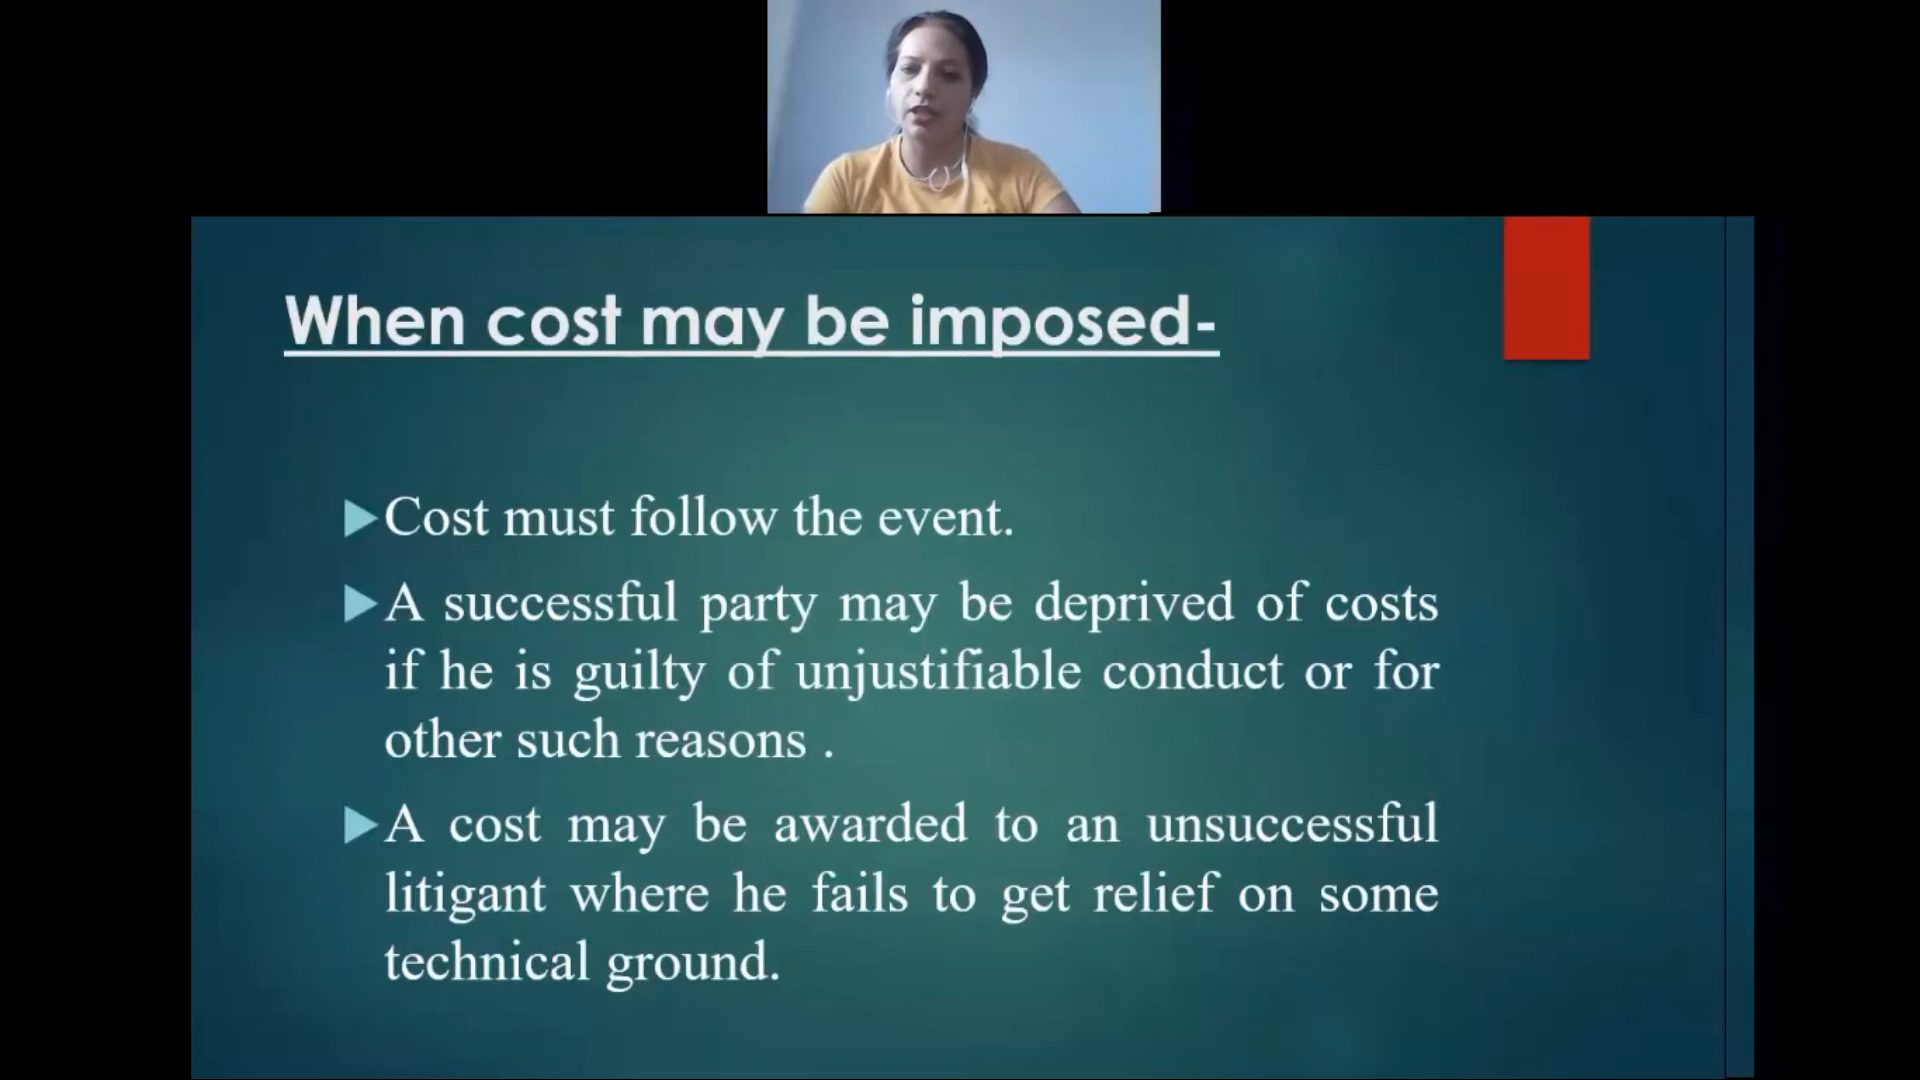 When cost may be imposed-
Cost must follow the event.
A successful party may be deprived of costs
if he is guilty of unjustifiable conduct or for
other such reasons .
A cost may be awarded to an unsuccessful
litigant where he fails to get relief on some
technical ground.